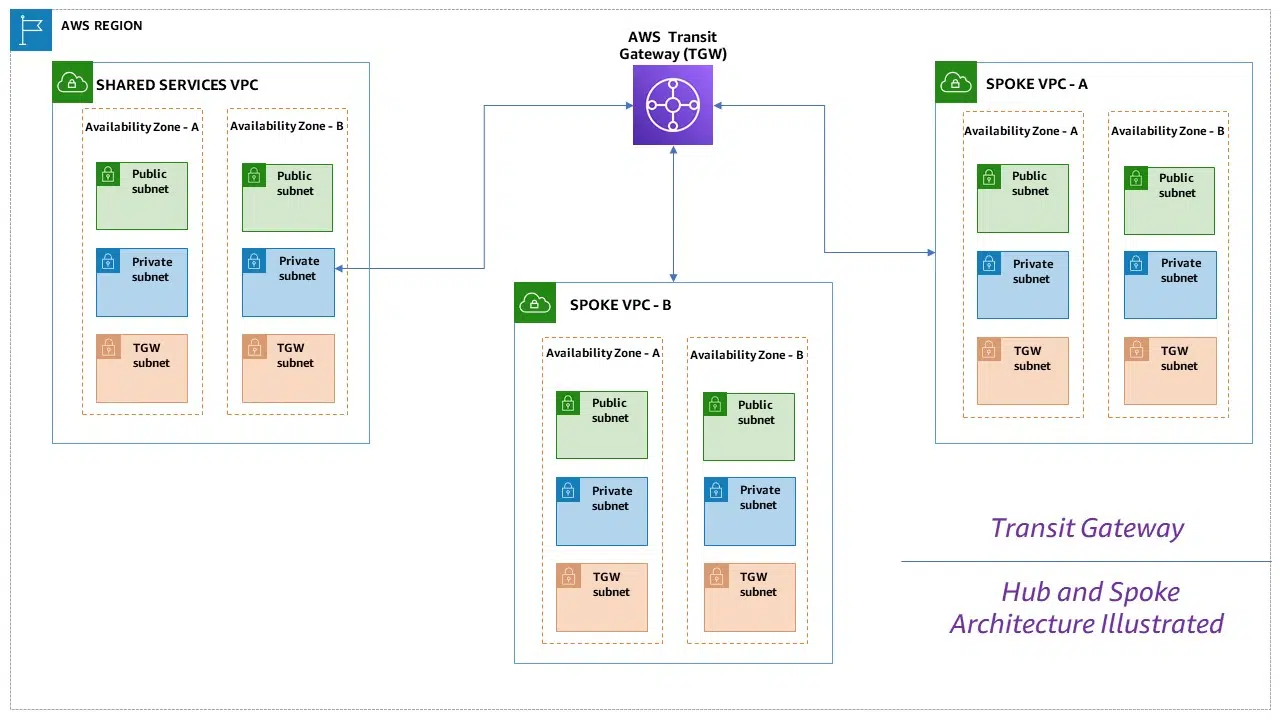 AWS REGION
AWS Transit
Gateway (TGW)
SHARED SERVICES VPC
Availability Zone - A
Availability Zone - B
Public
subnet
Public
subnet
Private
subnet
Private
subnet
TGW
subnet
TGW
subnet
SPOKE VPC - B
Availability Zone - A
Availability Zone - B
Public
subnet
Public
subnet
Private
subnet
Private
subnet
TGW
subnet
TGW
subnet
SPOKE VPC - A
Availability Zone - A
Availability Zone - B
Public
subnet
Public
subnet
Private
subnet
Private
subnet
TGW
subnet
TGW
subnet
Transit Gateway
Hub and Spoke
Architecture Illustrated